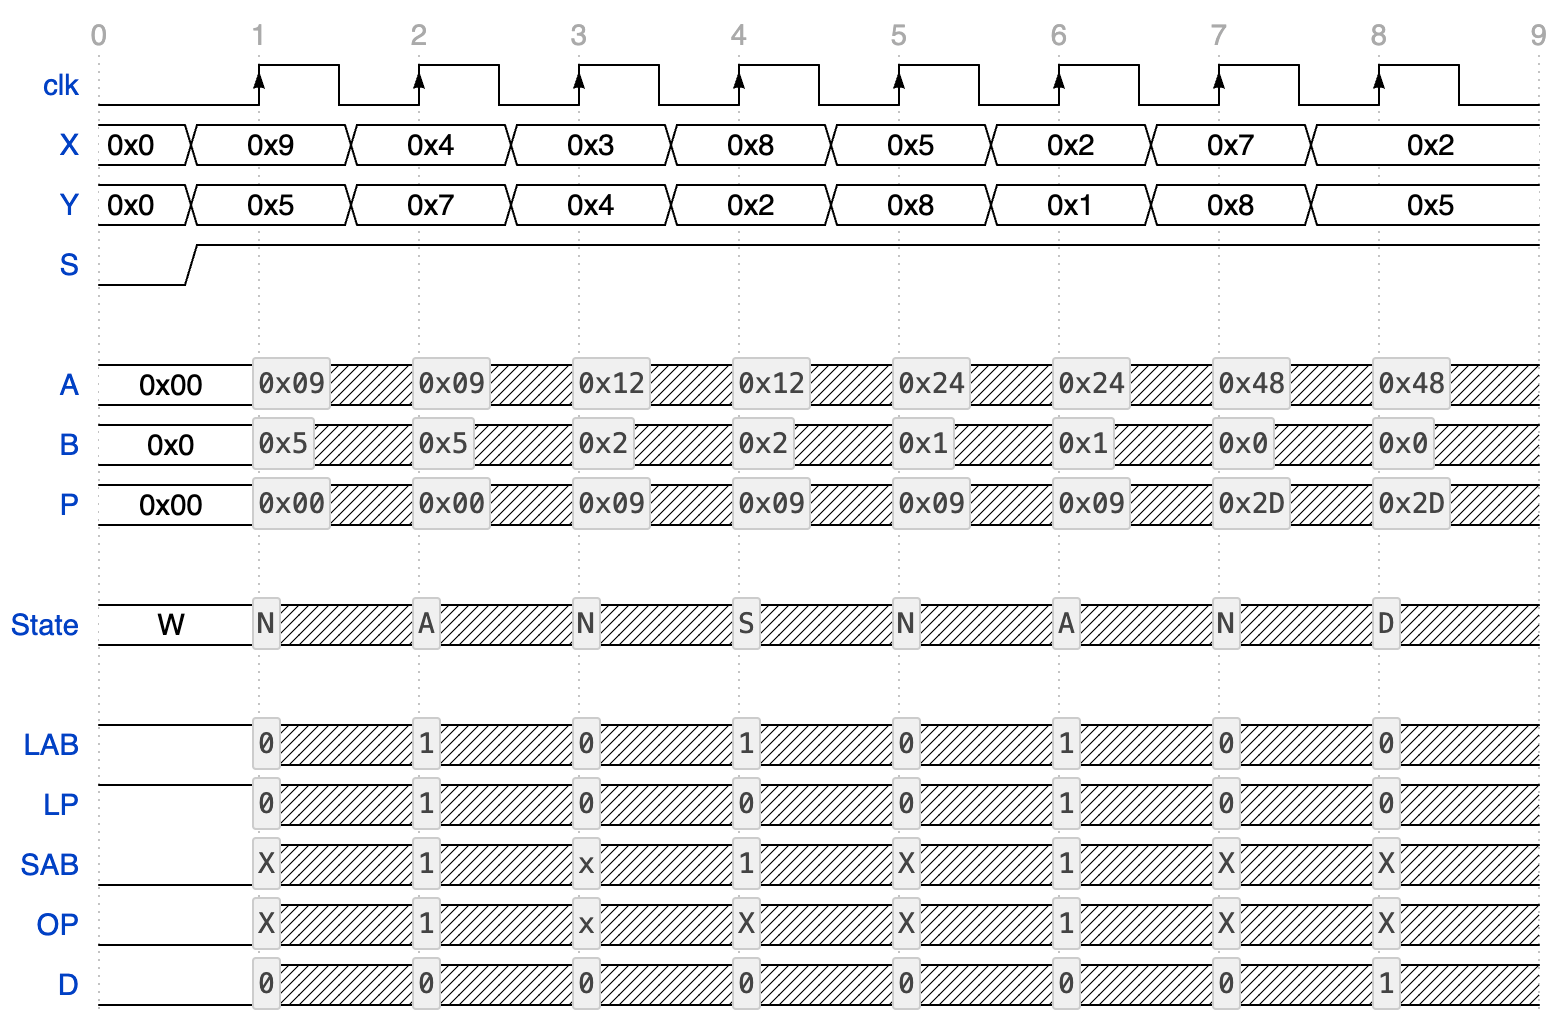 0 1 2 3 4 5 6 7 8 9
clk
X 0x0 0x9 0x4 0x3 0x8 0x5 0x2 0x7 0x2
Y 0x0 0x5 0x7 0x4 0x2 0x8 0x1 0x8 0x5
S
A 0x00 0x09 0x09 0x12 0x12 0x24 0x24 0x48 0x48
B 0x0 0x5 0x5 0x2 0x2 0x1 0x1 0x0 0x0
P 0x00 0x00 0x00 0x09 0x09 0x09 0x09 0x2D 0x2D
State W N A N S N A N D
LAB 0 1 0 1 0 1 0 0
LP 0 1 0 0 0 1 0 0
SAB X 1 x 1 X 1 X X
OP X 1 x X X 1 X X
D 0 0 0 0 0 0 0 1